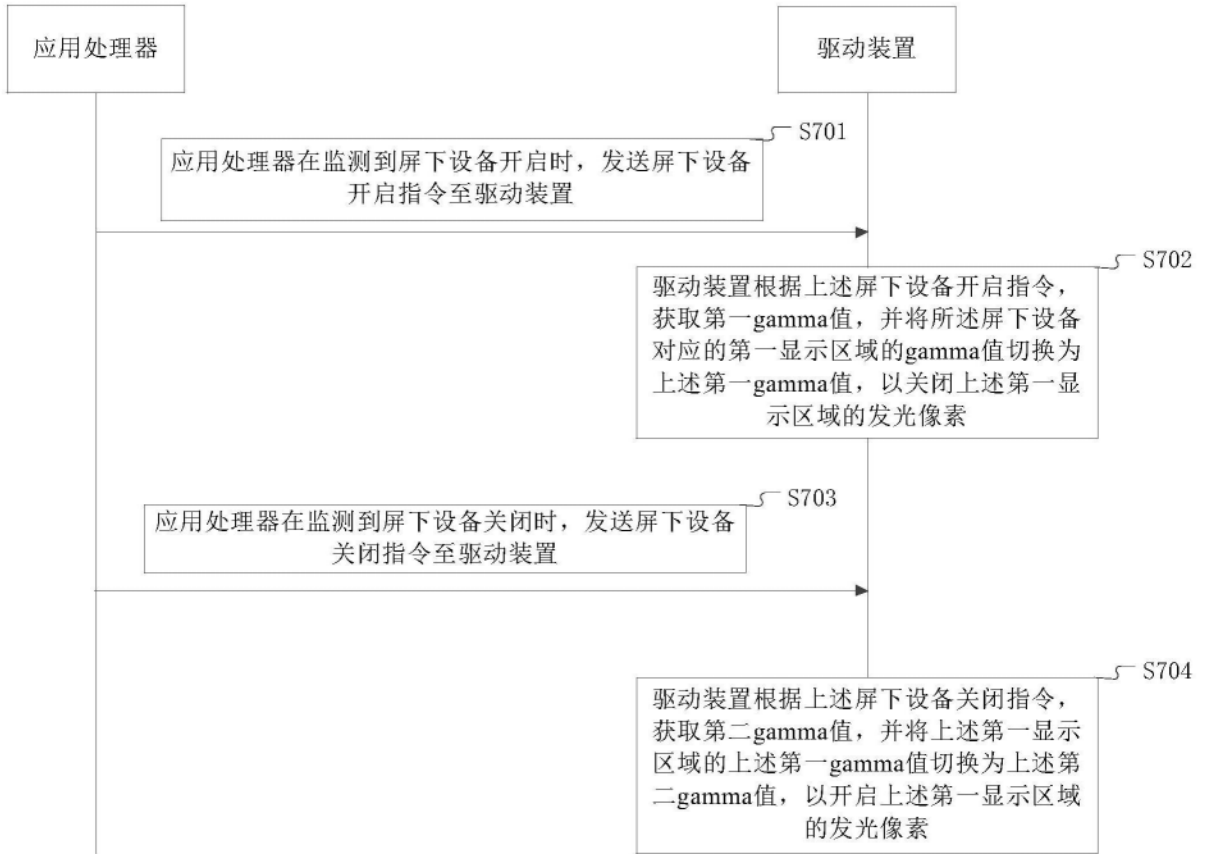 应用处理器
驱动装置
S701
应用处理器在监测到屏下设备开启时，发送屏下设备
开启指令至驱动装置
S702
驱动装置根据上述屏下设备开启指令，
获取第一gamma值，并将所述屏下设备
对应的第一显示区域的gamma值切换为
上述第一gamma值，以关闭上述第一显
示区域的发光像素
S703
应用处理器在监测到屏下设备关闭时，发送屏下设备
关闭指令至驱动装置
S704
驱动装置根据上述屏下设备关闭指令，
获取第二gamma值，并将上述第一显示
区域的上述第一gamma值切换为上述第
二gamma值，以开启上述第一显示区域
的发光像素